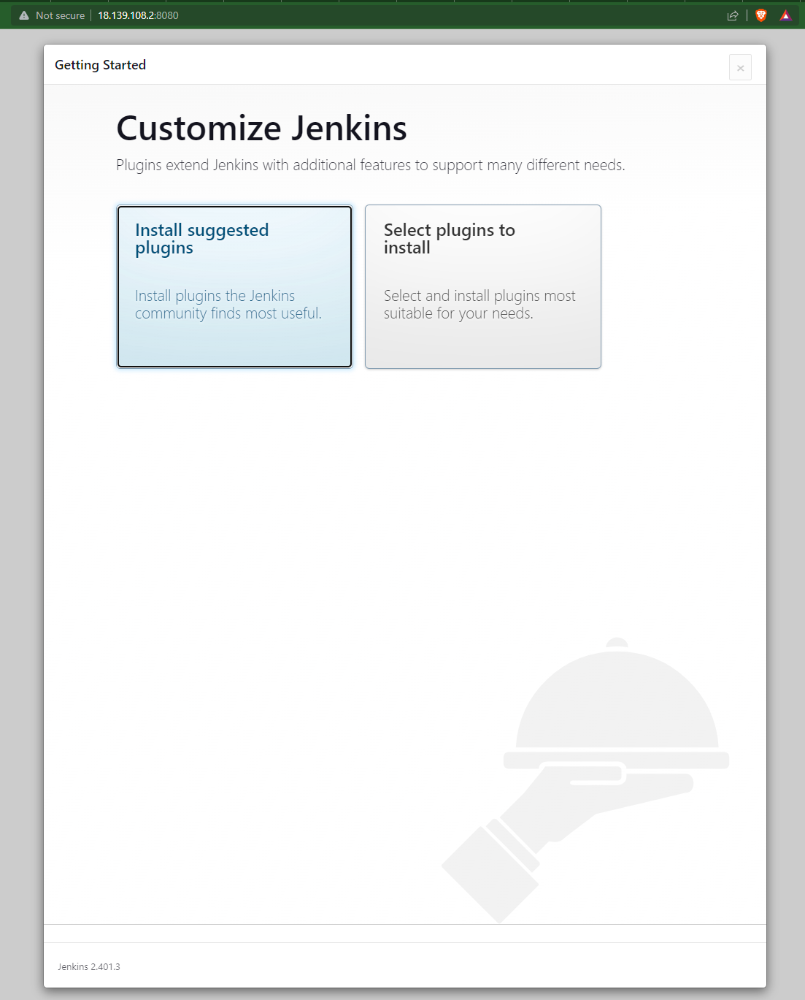 Not secure 18.139.108.2:8080
Getting Started
×
Customize Jenkins
Plugins extend Jenkins with additional features to support many different needs.
Install suggested
plugins
Install plugins the Jenkins
community finds most useful.
Select plugins to
install
Select and install plugins most
suitable for your needs.
Jenkins 2.401.3